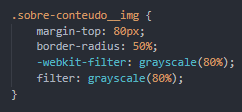 .sobre-conteudo__img {
    margin-top: 80px;
    border-radius: 50%;
    -webkit-filter: grayscale(80%);
    filter: grayscale(80%);
}